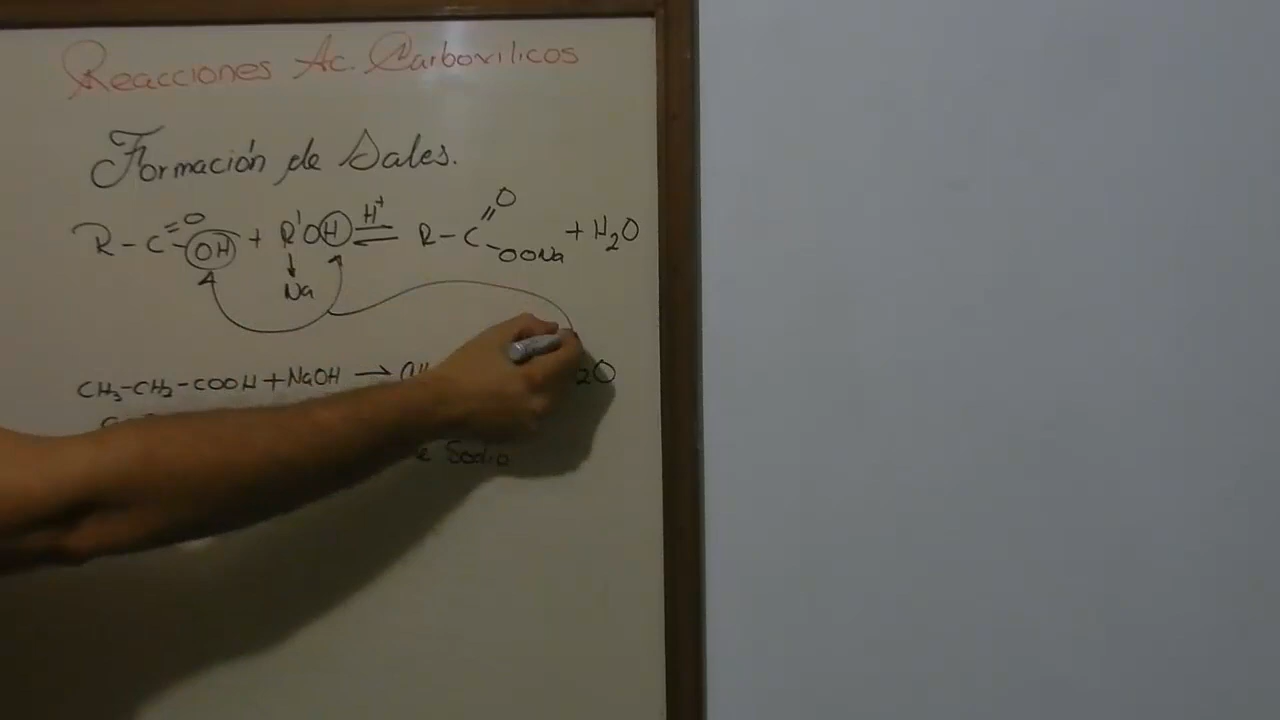 Reacciones Ac. Carboxilicos
Formación de Sales.
R-C=O-OH + R'OH H⁺ ⇌ R-C=O-OONa + H₂O
Na
CH₃-CH₂-COOH + NaOH → 2O
Sodio